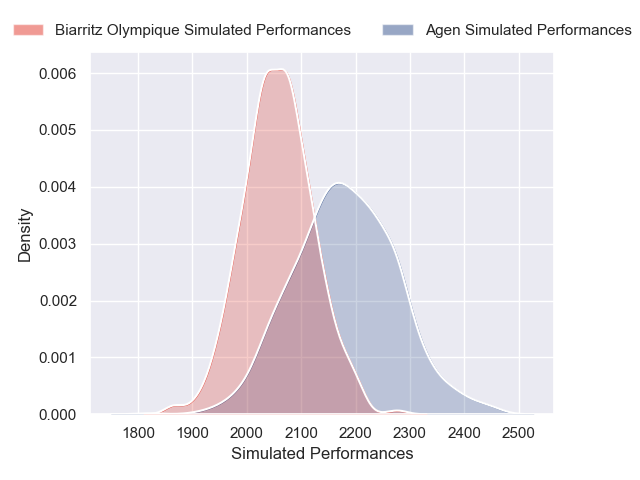 Biarritz Olympique Simulated Performances Agen Simulated Performances
0.006
0.005
0.004
0.003
0.002
0.001
0.000
Density
1800 1900 2000 2100 2200 2300 2400 2500
Simulated Performances